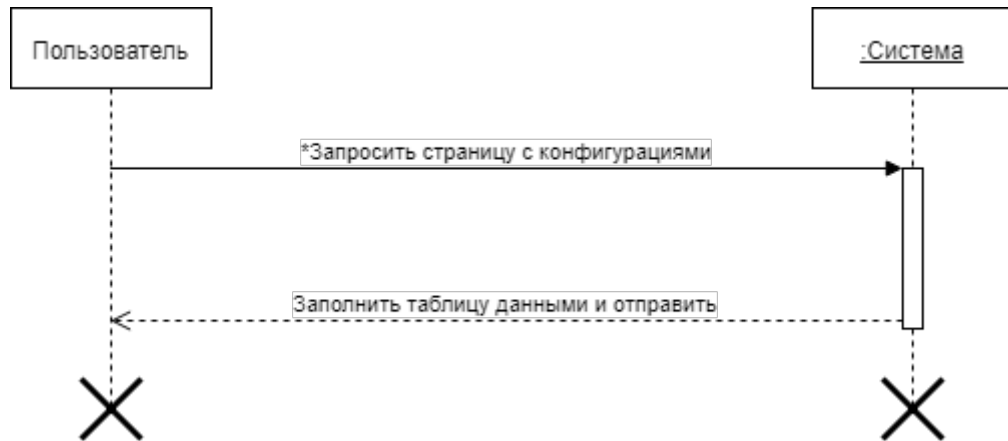 Пользователь
:Система
*Запросить страницу с конфигурациями
Заполнить таблицу данными и отправить